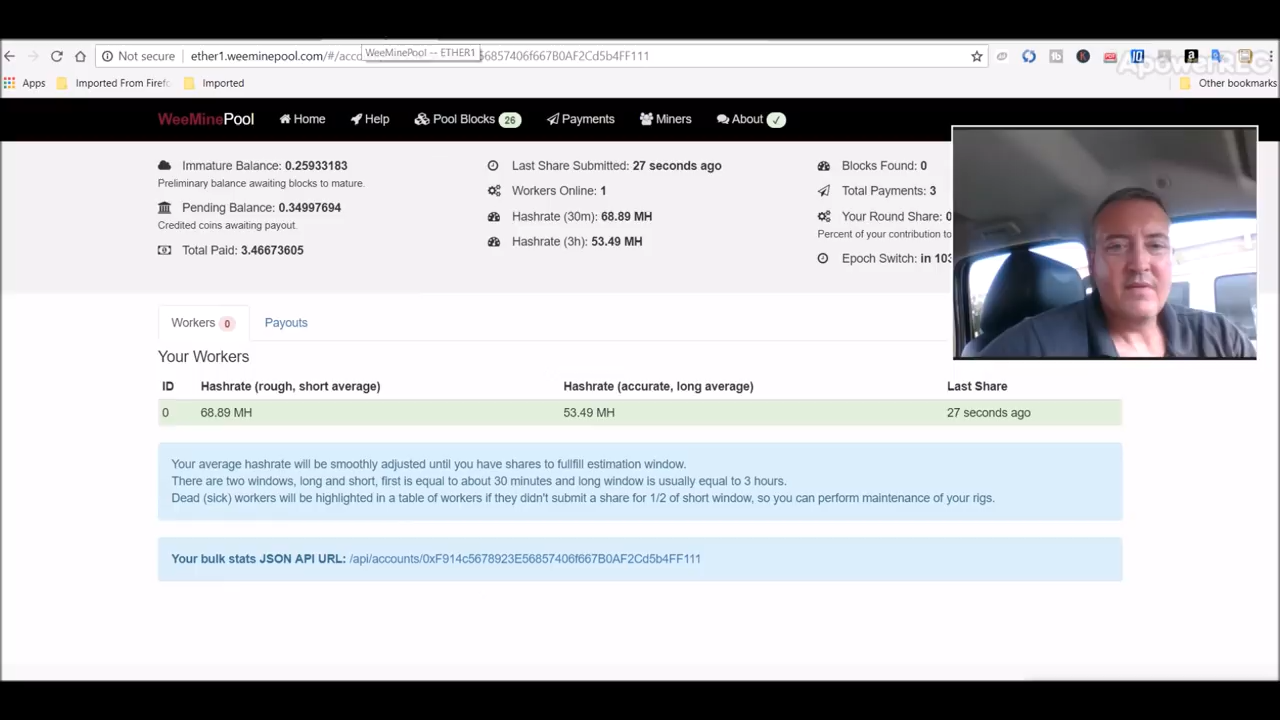 Not secure
ether1.weeminepool.com/#/acco
WeeMinePool -- ETHER1
56857406f667B0AF2Cd5b4FF111
ApowerREC
Apps
Imported From Firefo
Imported
Other bookmarks
WeeMinePool
Home
Help
Pool Blocks 26
Payments
Miners
About
Immature Balance: 0.25933183
Preliminary balance awaiting blocks to mature.
Pending Balance: 0.34997694
Credited coins awaiting payout.
Total Paid: 3.46673605
Last Share Submitted: 27 seconds ago
Workers Online: 1
Hashrate (30m): 68.89 MH
Hashrate (3h): 53.49 MH
Blocks Found: 0
Total Payments: 3
Your Round Share: 0
Percent of your contribution to
Epoch Switch: in 103
Workers 0
Payouts
Your Workers
ID Hashrate (rough, short average) Hashrate (accurate, long average) Last Share
0 68.89 MH 53.49 MH 27 seconds ago
Your average hashrate will be smoothly adjusted until you have shares to fullfill estimation window.
There are two windows, long and short, first is equal to about 30 minutes and long window is usually equal to 3 hours.
Dead (sick) workers will be highlighted in a table of workers if they didn't submit a share for 1/2 of short window, so you can perform maintenance of your rigs.
Your bulk stats JSON API URL: /api/accounts/0xF914c5678923E56857406f667B0AF2Cd5b4FF111